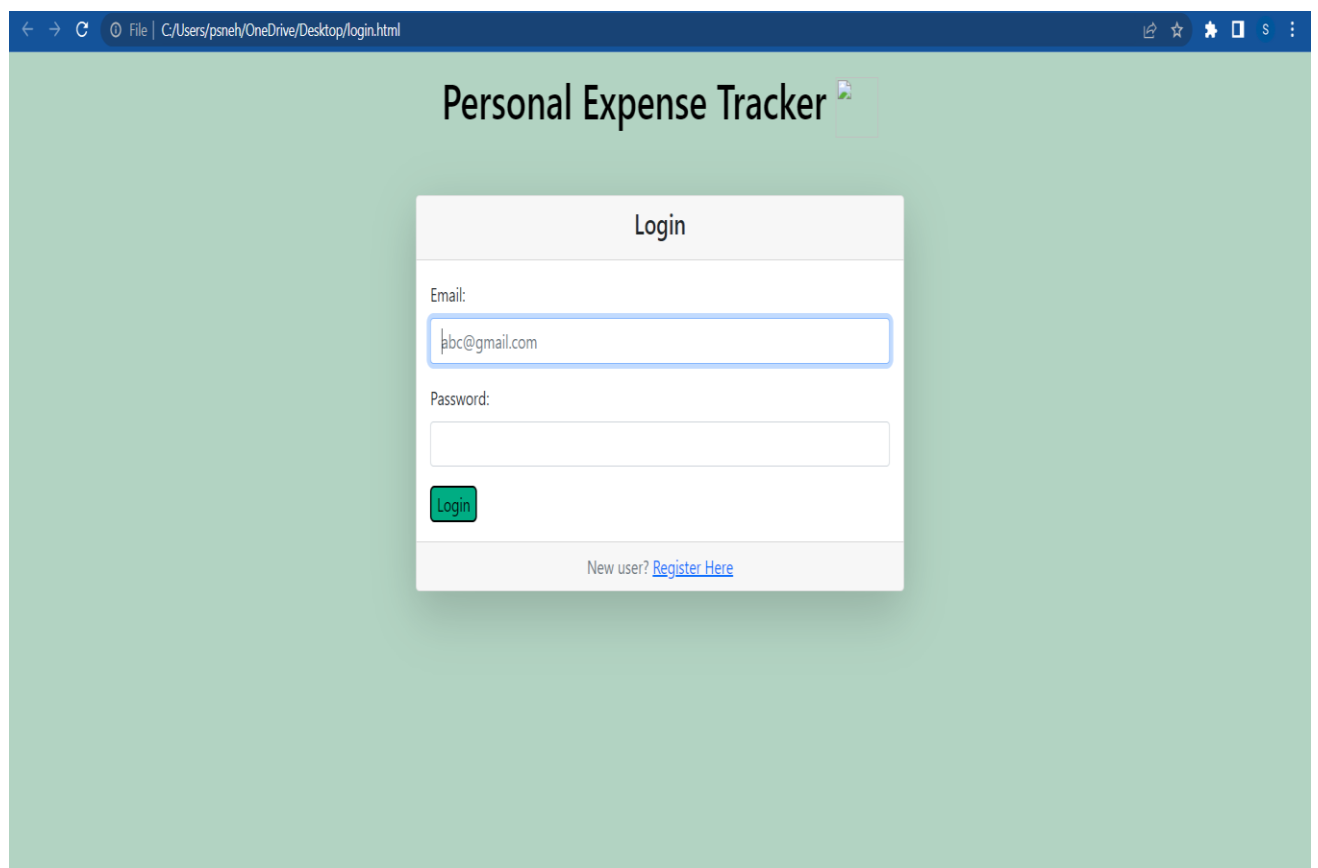 File | C:/Users/psneh/OneDrive/Desktop/login.html
S
Personal Expense Tracker
Login
Email:
abc@gmail.com
Password:
Login
New user? Register Here